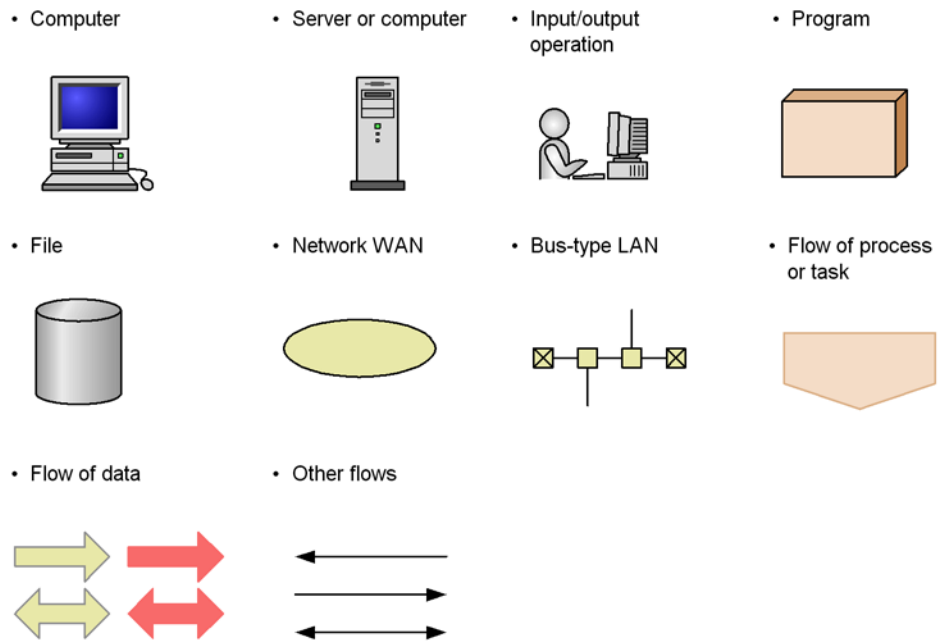 • Computer
• Server or computer
• Input/output
operation
• Program
• File
• Network WAN
• Bus-type LAN
• Flow of process
or task
• Flow of data
• Other flows